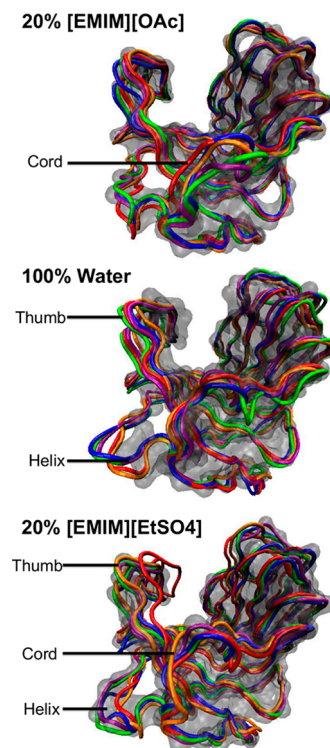 20% [EMIM][OAc]
Cord
100% Water
Thumb
Helix
20% [EMIM][EtSO4]
Thumb
Cord
Helix